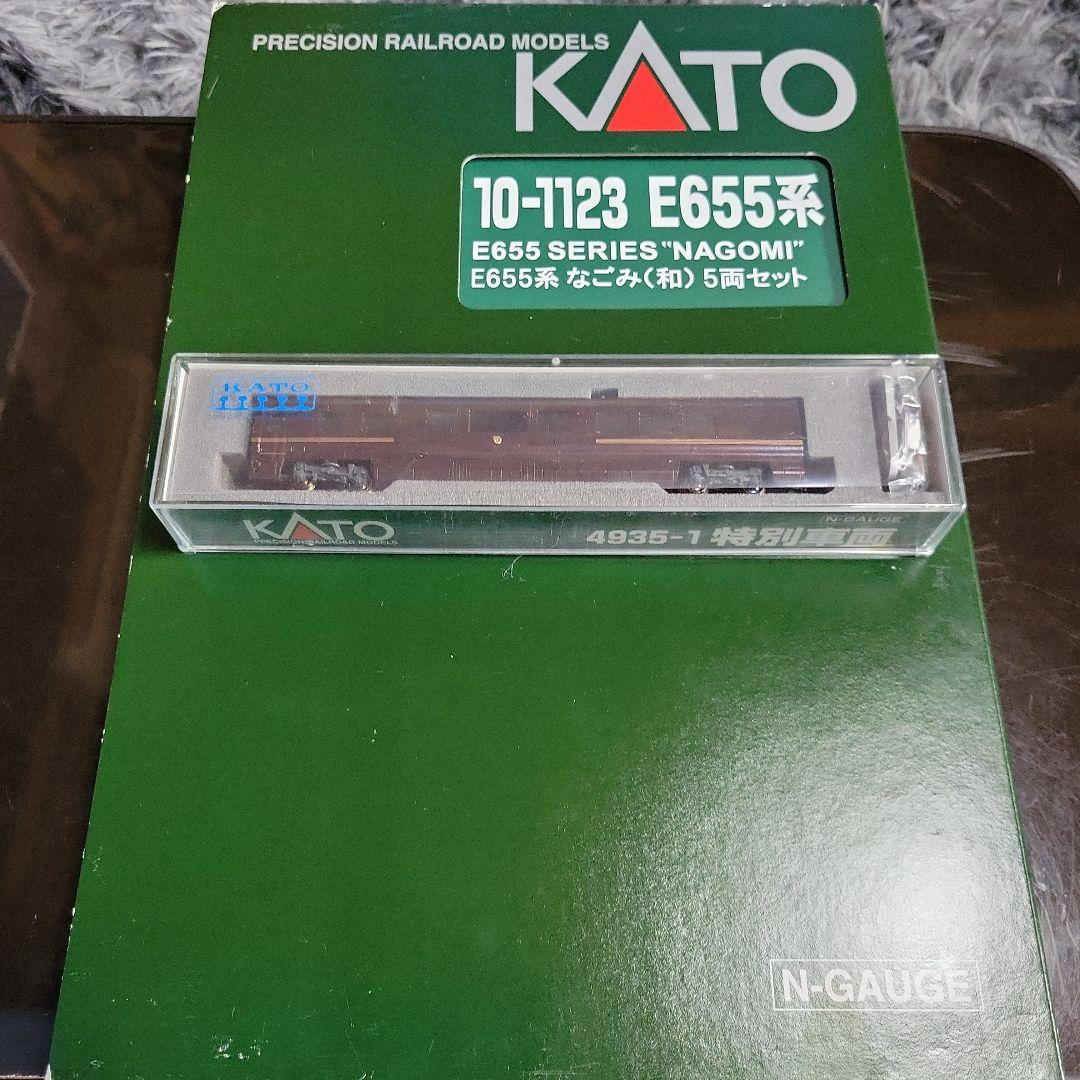 PRECISION RAILROAD MODELS
KATO
10-1123 E655系
E655 SERIES "NAGOMI"
E655系 なごみ(和) 5両セット
KATO
KATO
PRECISION RAILROAD MODELS
N-GAUGE
4935-1 特別車両
N-GAUGE